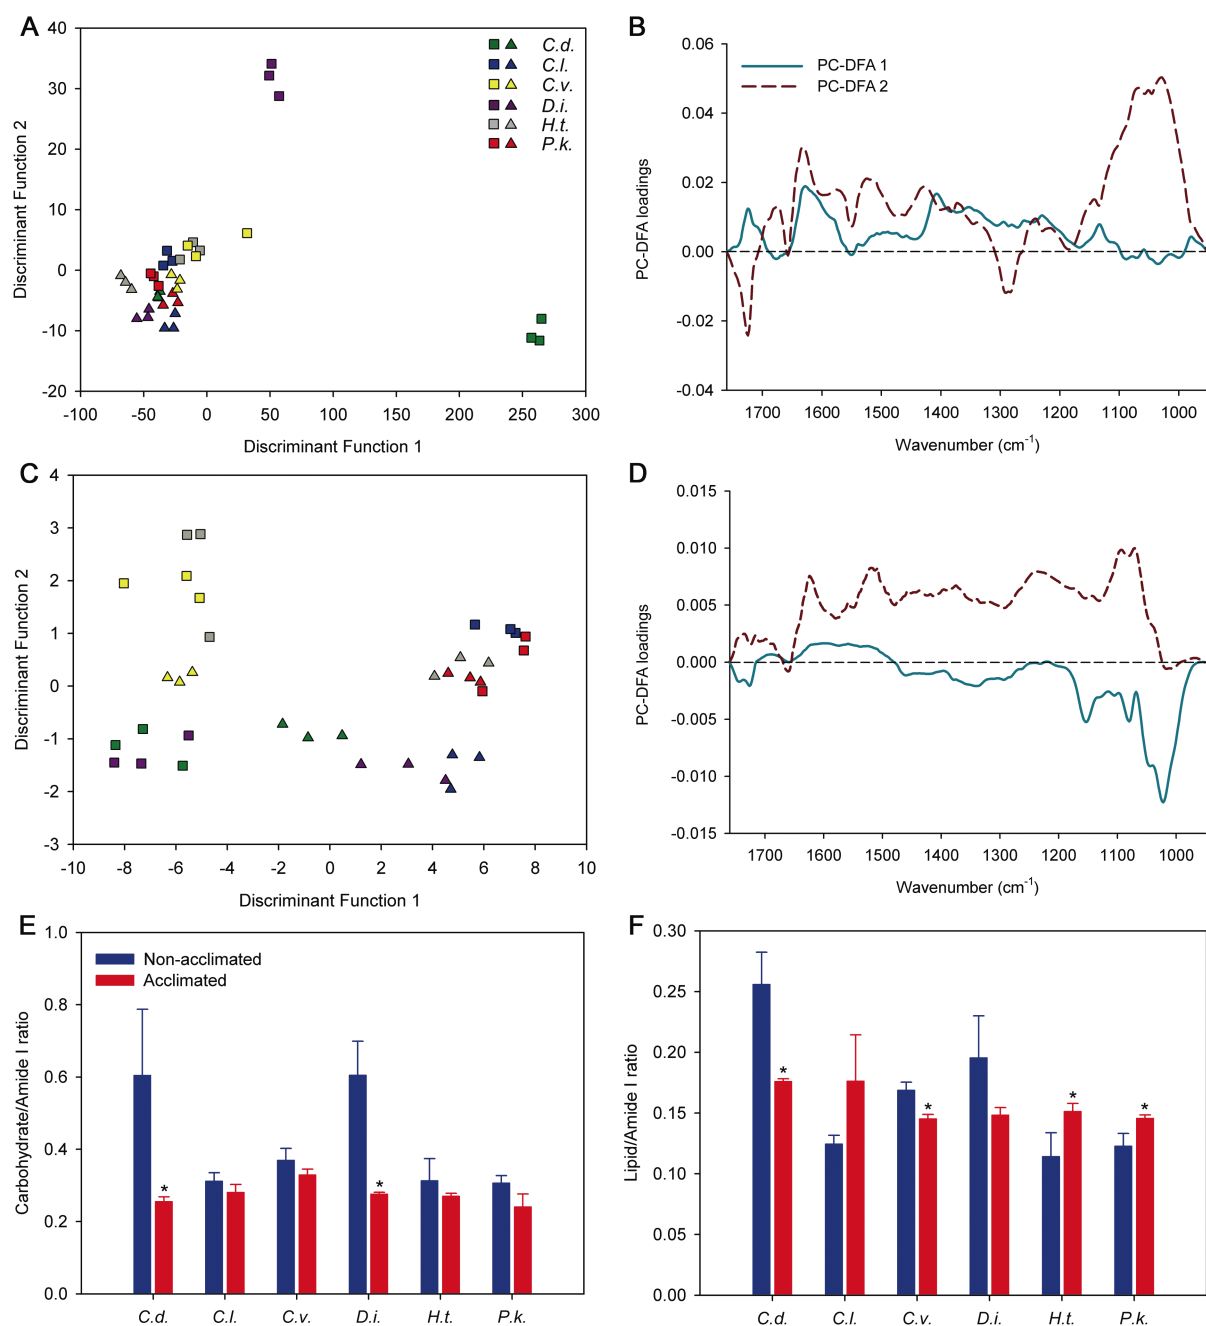 A
40
30
20
10
0
-10
-20
-100
-50
0
50
100
150
200
250
300
Discriminant Function 2
Discriminant Function 1
C.d.
C.l.
C.v.
D.i.
H.t.
P.k.
B
0.06
0.04
0.02
0.00
-0.02
-0.04
1700
1600
1500
1400
1300
1200
1100
1000
PC-DFA loadings
Wavenumber (cm-1)
PC-DFA 1
PC-DFA 2
C
4
3
2
1
0
-1
-2
-3
-10
-8
-6
-4
-2
0
2
4
6
8
10
Discriminant Function 2
Discriminant Function 1
D
0.015
0.010
0.005
0.000
-0.005
-0.010
-0.015
1700
1600
1500
1400
1300
1200
1100
1000
PC-DFA loadings
Wavenumber (cm-1)
E
1.0
0.8
0.6
0.4
0.2
0.0
Carbohydrate/Amide I ratio
Non-acclimated
Acclimated
*
*
C.d.
C.l.
C.v.
D.i.
H.t.
P.k.
F
0.30
0.25
0.20
0.15
0.10
0.05
0.00
Lipid/Amide I ratio
*
*
*
*
C.d.
C.l.
C.v.
D.i.
H.t.
P.k.